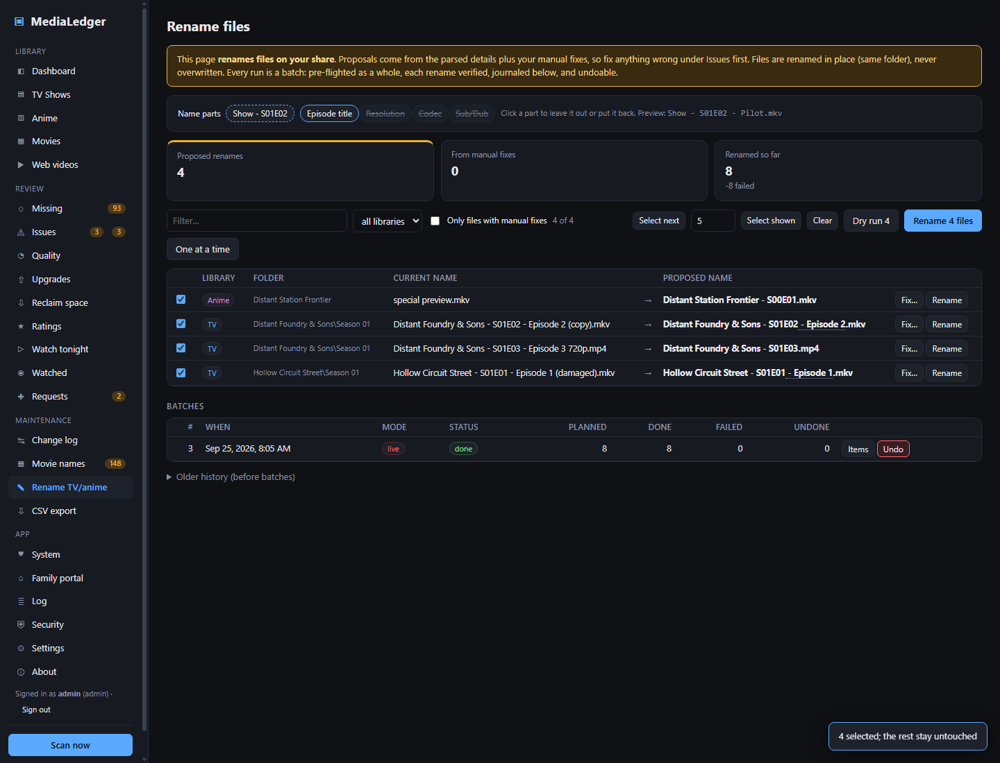 MediaLedger
LIBRARY
Dashboard
TV Shows
Anime
Movies
Web videos
REVIEW
Missing 93
Issues 3 3
Quality
Upgrades
Reclaim space
Ratings
Watch tonight
Watched
Requests 2
MAINTENANCE
Change log
Movie names 148
Rename TV/anime
CSV export
APP
System
Family portal
Log
Security
Settings
About
Signed in as admin (admin) ·
Sign out
Scan now
Rename files
This page renames files on your share. Proposals come from the parsed details plus your manual fixes, so fix anything wrong under Issues first. Files are renamed in place (same folder), never
overwritten. Every run is a batch: pre-flighted as a whole, each rename verified, journaled below, and undoable.
Name parts Show - S01E02 Episode title Resolution Codec Sub/Dub Click a part to leave it out or put it back. Preview: Show - S01E02 - Pilot.mkv
Proposed renames
4
From manual fixes
0
Renamed so far
8
-8 failed
Filter... all libraries Only files with manual fixes 4 of 4 Select next 5 Select shown Clear Dry run 4 Rename 4 files
One at a time
LIBRARY FOLDER CURRENT NAME PROPOSED NAME
Anime Distant Station Frontier special preview.mkv → Distant Station Frontier - S00E01.mkv Fix... Rename
TV Distant Foundry & Sons\Season 01 Distant Foundry & Sons - S01E02 - Episode 2 (copy).mkv → Distant Foundry & Sons - S01E02 - Episode 2.mkv Fix... Rename
TV Distant Foundry & Sons\Season 01 Distant Foundry & Sons - S01E03 - Episode 3 720p.mp4 → Distant Foundry & Sons - S01E03.mp4 Fix... Rename
TV Hollow Circuit Street\Season 01 Hollow Circuit Street - S01E01 - Episode 1 (damaged).mkv → Hollow Circuit Street - S01E01 - Episode 1.mkv Fix... Rename
BATCHES
# WHEN MODE STATUS PLANNED DONE FAILED UNDONE
3 Sep 25, 2026, 8:05 AM live done 8 8 0 0 Items Undo
Older history (before batches)
4 selected; the rest stay untouched